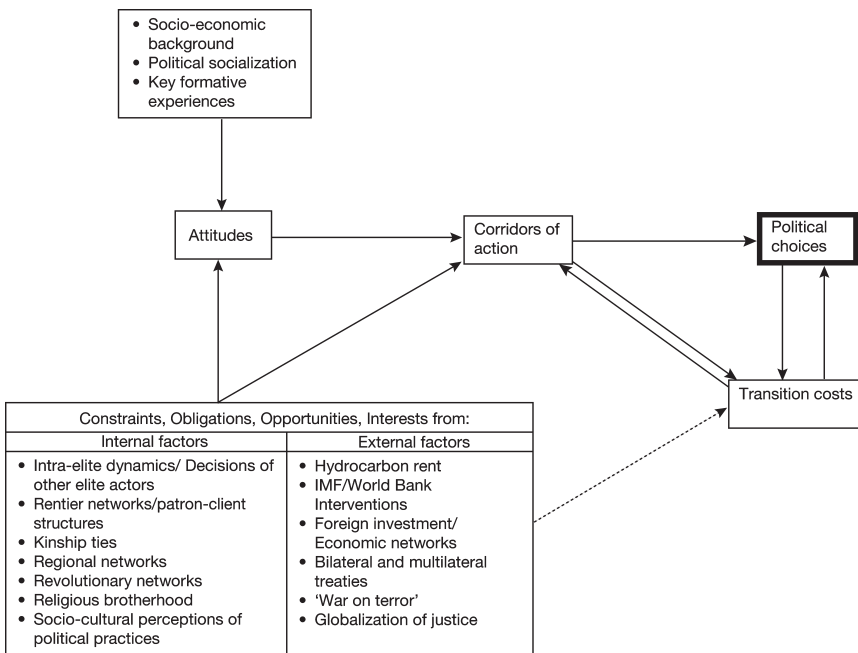 • Socio-economic
background
• Political socialization
• Key formative
experiences
Attitudes
Corridors of
action
Political
choices
Transition costs
Constraints, Obligations, Opportunities, Interests from:
Internal factors
• Intra-elite dynamics/ Decisions of
other elite actors
• Rentier networks/patron-client
structures
• Kinship ties
• Regional networks
• Revolutionary networks
• Religious brotherhood
• Socio-cultural perceptions of
political practices
External factors
• Hydrocarbon rent
• IMF/World Bank
Interventions
• Foreign investment/
Economic networks
• Bilateral and multilateral
treaties
• ‘War on terror’
• Globalization of justice